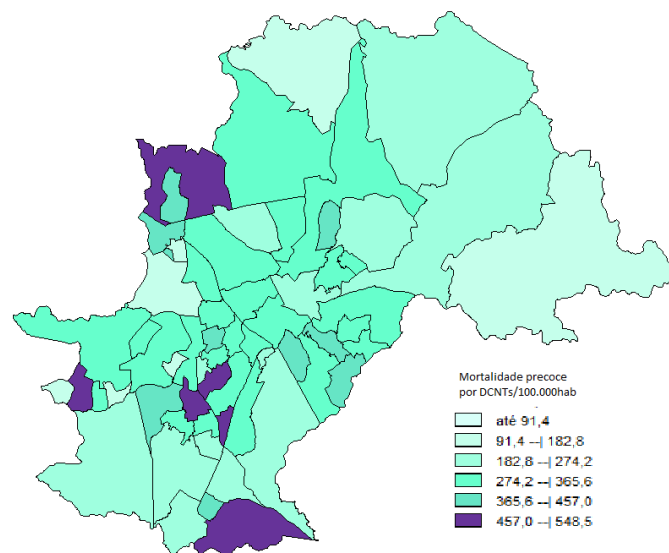 Mortalidade precoce
por DCNTs/100.000hab
até 91,4
91,4 --| 182,8
182,8 --| 274,2
274,2 --| 365,6
365,6 --| 457,0
457,0 --| 548,5